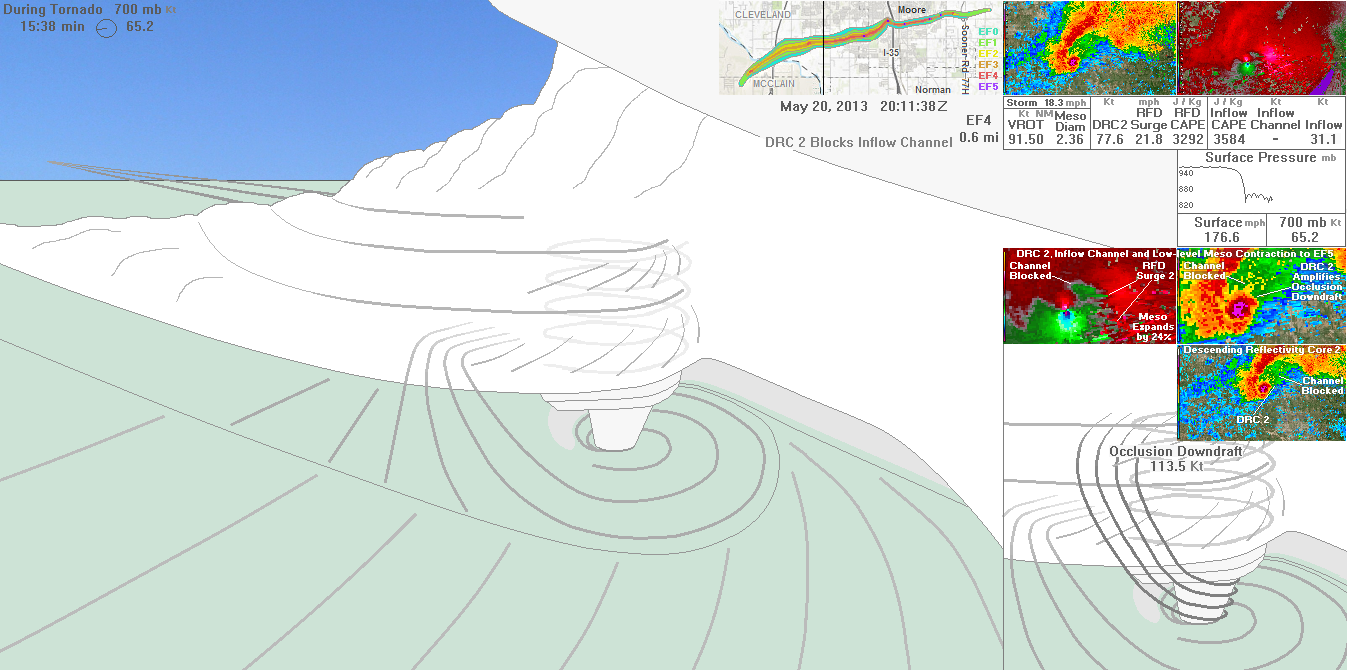 During Tornado 700 mb Kt
15:38 min 65.2
CLEVELAND
Moore
I-35
Sooner Rd 77H
MCCLAIN
Norman
EF0
EF1
EF2
EF3
EF4
EF5
May 20, 2013 20:11:38Z
EF4
0.6 mi
DRC 2 Blocks Inflow Channel
Storm 18.3 mph
Kt NM
VROT Meso Diam
91.50 2.36
Kt mph J / Kg
DRC2 RFD Surge RFD CAPE
77.6 21.8 3292
J / Kg Kt Kt
Inflow CAPE Inflow Channel Inflow
3584 - 31.1
Surface Pressure mb
940
880
820
Surface mph 700 mb Kt
176.6 65.2
DRC 2, Inflow Channel and Low-level Meso Contraction to EF5
Channel Blocked
RFD Surge 2
Meso Expands by 24%
Channel Blocked
DRC 2 Amplifies Occlusion Downdraft
Descending Reflectivity Core 2
Channel Blocked
DRC 2
Occlusion Downdraft
113.5 Kt